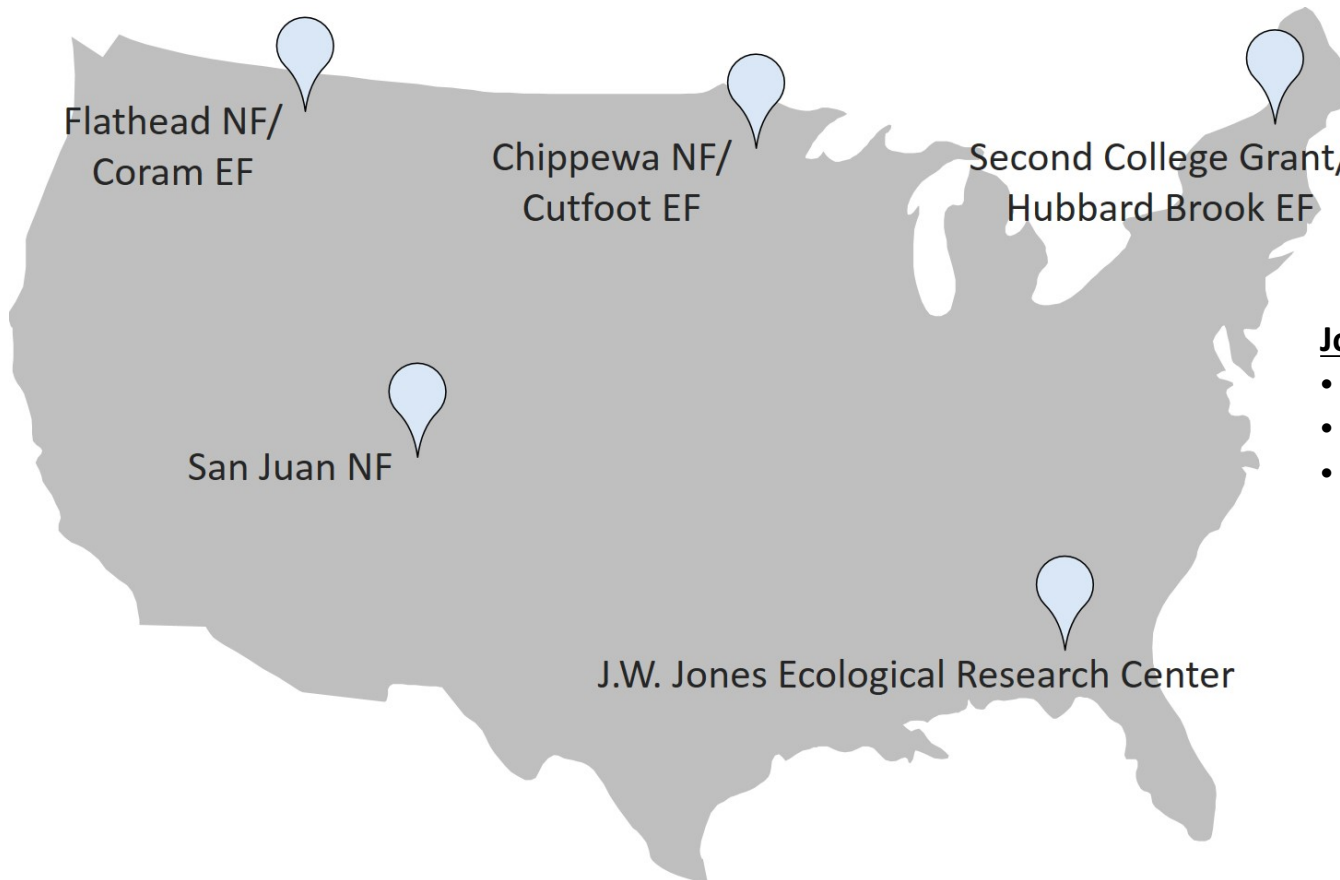 Flathead NF/
Coram EF
Chippewa NF/
Cutfoot EF
Second College Grant/
Hubbard Brook EF
San Juan NF
J.W. Jones Ecological Research Center
•
•
•